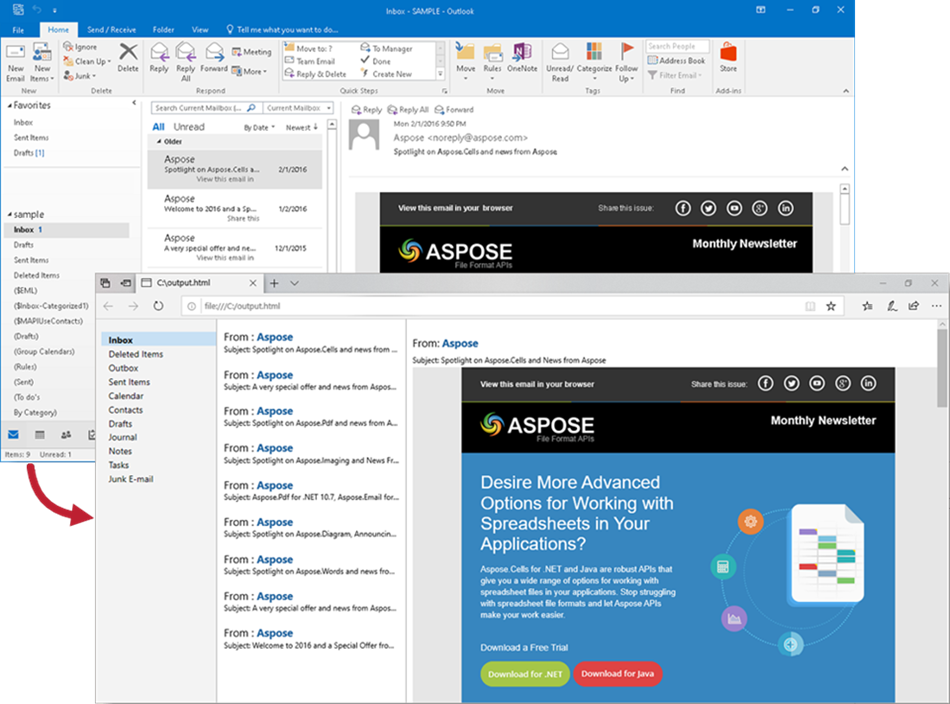 Inbox - SAMPLE - Outlook
File Home Send / Receive Folder View Tell me what you want to do...
New Email
New Items
Ignore
Clean Up
Junk
Delete
Reply
Reply All
Forward
Meeting
More
Move to: ?
Team Email
Reply & Delete
To Manager
Done
Create New
Move
Rules
OneNote
Unread/ Read
Categorize
Follow Up
Search People
Address Book
Filter Email
Store
New Delete Respond Quick Steps Move Tags Find Add-ins
Favorites
Inbox
Sent Items
Drafts [1]
sample
Inbox 1
Drafts
Sent Items
Deleted Items
($EML)
($Inbox-Categorized1)
($MAPIUseContacts)
(Drafts)
(Group Calendars)
(Rules)
(Sent)
(To do's
By Category)
Items: 9 Unread: 1
Search Current Mailbox (... Current Mailbox
All Unread By Date Newest
Older
Aspose
Spotlight on Aspose.Cells a... 2/1/2016
View this email in
Aspose
Welcome to 2016 and a Sp... 1/2/2016
Share this
Aspose
A very special offer and ne... 12/1/2015
View this email in
Reply Reply All Forward
Mon 2/1/2016 9:50 PM
Aspose <noreply@aspose.com>
Spotlight on Aspose.Cells and news from Aspose
View this email in your browser Share this issue:
ASPOSE
File Format APIs
Monthly Newsletter
C:\output.html
file:///C:/output.html
Inbox
Deleted Items
Outbox
Sent Items
Calendar
Contacts
Drafts
Journal
Notes
Tasks
Junk E-mail
From : Aspose
Subject: Spotlight on Aspose.Cells and news from ...
From : Aspose
Subject: A very special offer and news from Aspos...
From : Aspose
Subject: Spotlight on Aspose.Pdf and news from A...
From : Aspose
Subject: Spotlight on Aspose.Imaging and News Fr...
From : Aspose
Subject: Aspose.Pdf for .NET 10.7, Aspose.Email for...
From : Aspose
Subject: Spotlight on Aspose.Diagram, Announcin...
From : Aspose
Subject: Spotlight on Aspose.Words and news fro...
From : Aspose
Subject: A very special offer and news from Aspos...
From : Aspose
Subject: Welcome to 2016 and a Special Offer fro...
From: Aspose
Subject: Spotlight on Aspose.Cells and News from Aspose
View this email in your browser Share this issue:
ASPOSE
File Format APIs
Monthly Newsletter
Desire More Advanced
Options for Working with
Spreadsheets in Your
Applications?
Aspose.Cells for .NET and Java are robust APIs that
give you a wide range of options for working with
spreadsheet files in your applications. Stop struggling
with spreadsheet file formats and let Aspose APIs
make your work easier.
Download a Free Trial
Download for .NET Download for Java